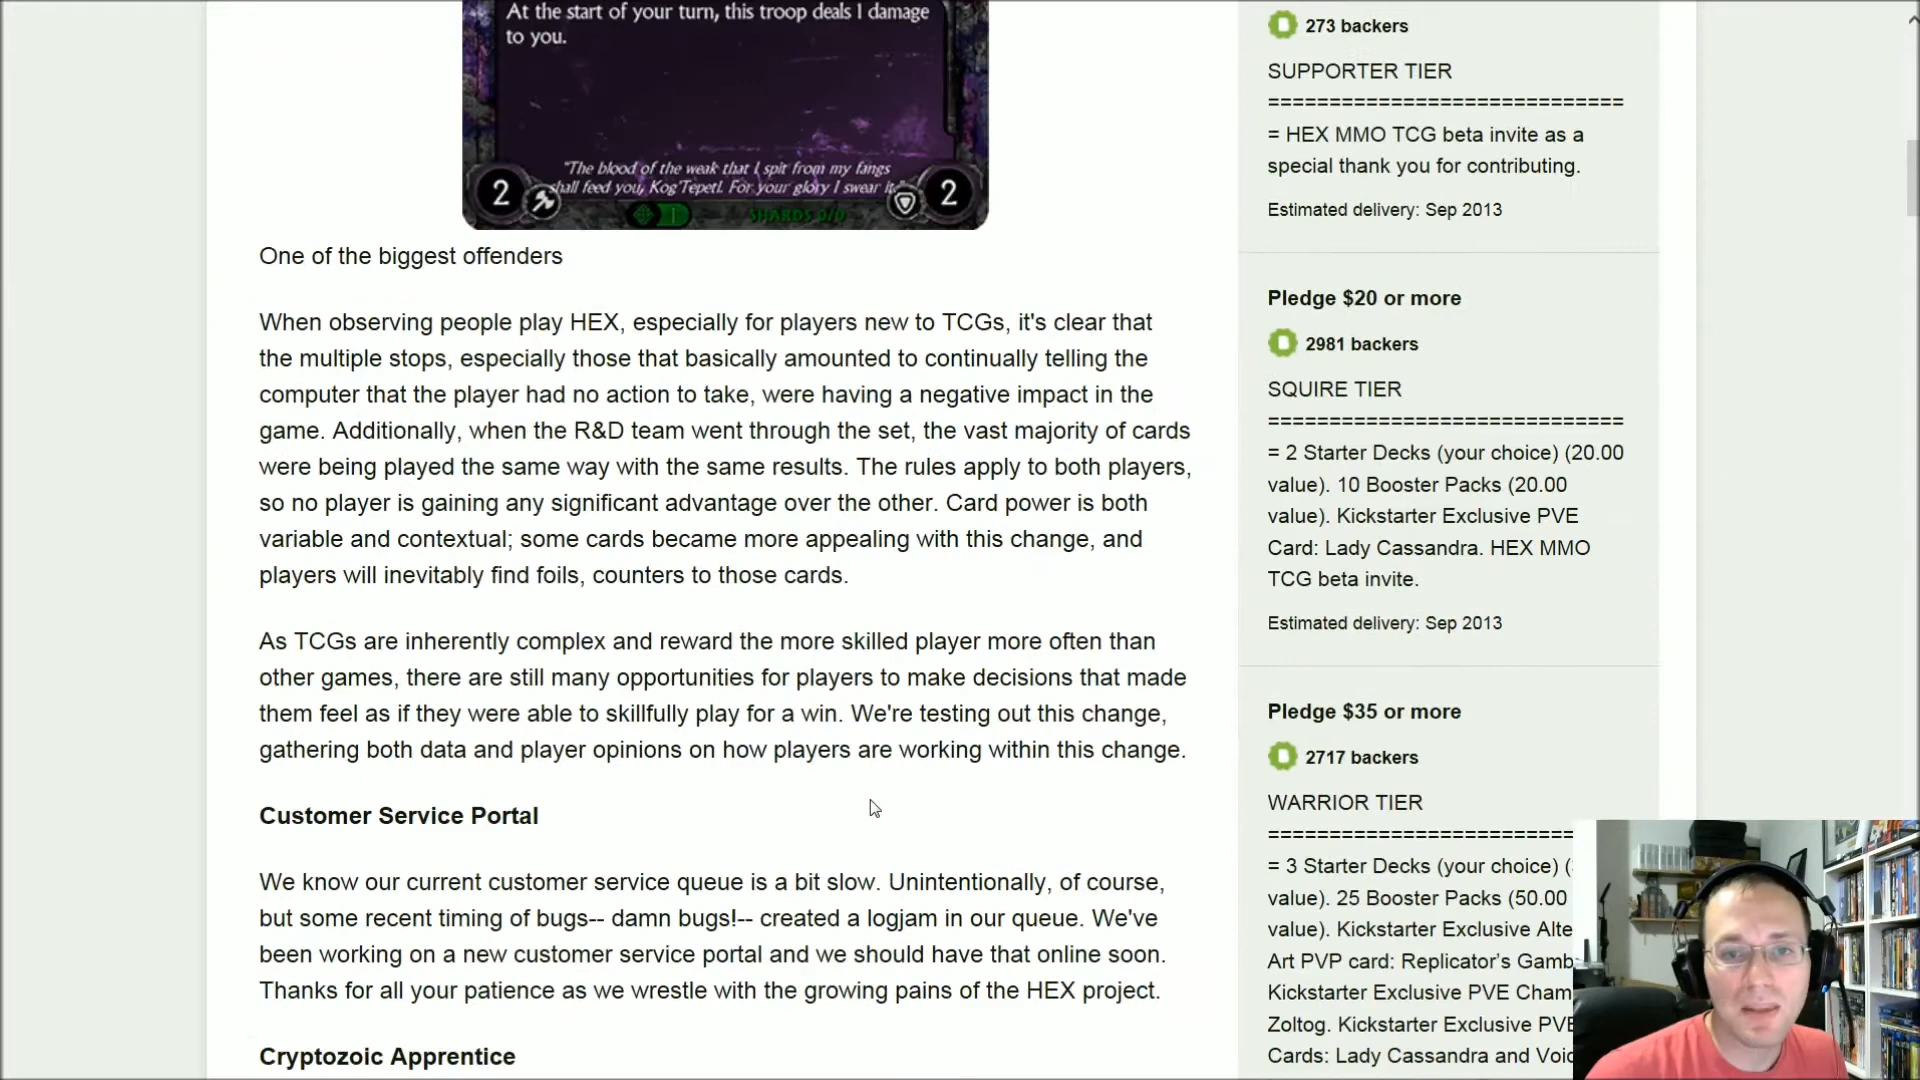 At the start of your turn, this troop deals 1 damage
to you.
"The blood of the weak that I spit from my fangs
shall feed you, Kog'Tepetl. For your glory I swear it."
2
2
SHARDS 0/0
One of the biggest offenders
When observing people play HEX, especially for players new to TCGs, it's clear that
the multiple stops, especially those that basically amounted to continually telling the
computer that the player had no action to take, were having a negative impact in the
game. Additionally, when the R&D team went through the set, the vast majority of cards
were being played the same way with the same results. The rules apply to both players,
so no player is gaining any significant advantage over the other. Card power is both
variable and contextual; some cards became more appealing with this change, and
players will inevitably find foils, counters to those cards.
As TCGs are inherently complex and reward the more skilled player more often than
other games, there are still many opportunities for players to make decisions that made
them feel as if they were able to skillfully play for a win. We're testing out this change,
gathering both data and player opinions on how players are working within this change.
Customer Service Portal
We know our current customer service queue is a bit slow. Unintentionally, of course,
but some recent timing of bugs-- damn bugs!-- created a logjam in our queue. We've
been working on a new customer service portal and we should have that online soon.
Thanks for all your patience as we wrestle with the growing pains of the HEX project.
Cryptozoic Apprentice
273 backers
SUPPORTER TIER
=============================
= HEX MMO TCG beta invite as a
special thank you for contributing.
Estimated delivery: Sep 2013
Pledge $20 or more
2981 backers
SQUIRE TIER
=============================
= 2 Starter Decks (your choice) (20.00
value). 10 Booster Packs (20.00
value). Kickstarter Exclusive PVE
Card: Lady Cassandra. HEX MMO
TCG beta invite.
Estimated delivery: Sep 2013
Pledge $35 or more
2717 backers
WARRIOR TIER
=========================
= 3 Starter Decks (your choice) (
value). 25 Booster Packs (50.00
value). Kickstarter Exclusive Alte
Art PVP card: Replicator's Gamb
Kickstarter Exclusive PVE Cham
Zoltog. Kickstarter Exclusive PVE
Cards: Lady Cassandra and Voic